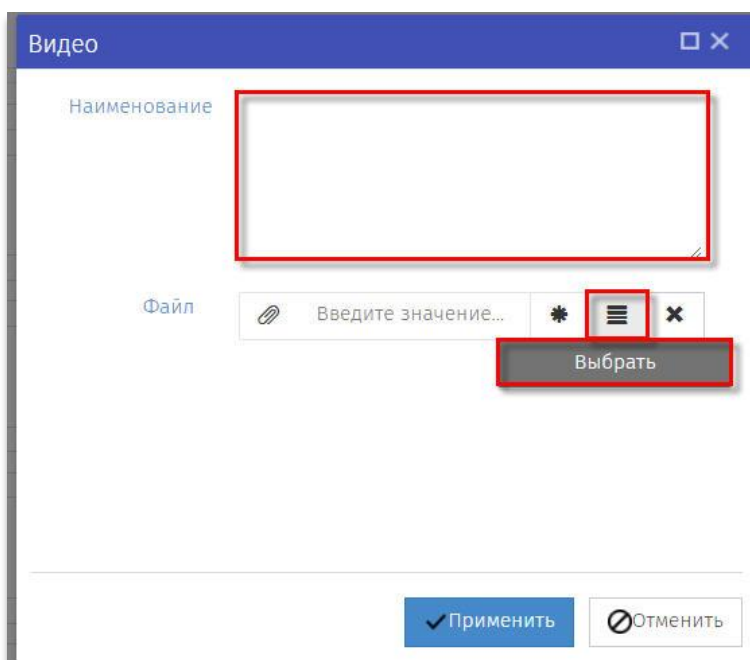 Видео
Наименование
Файл
Введите значение...
Выбрать
Применить
Отменить